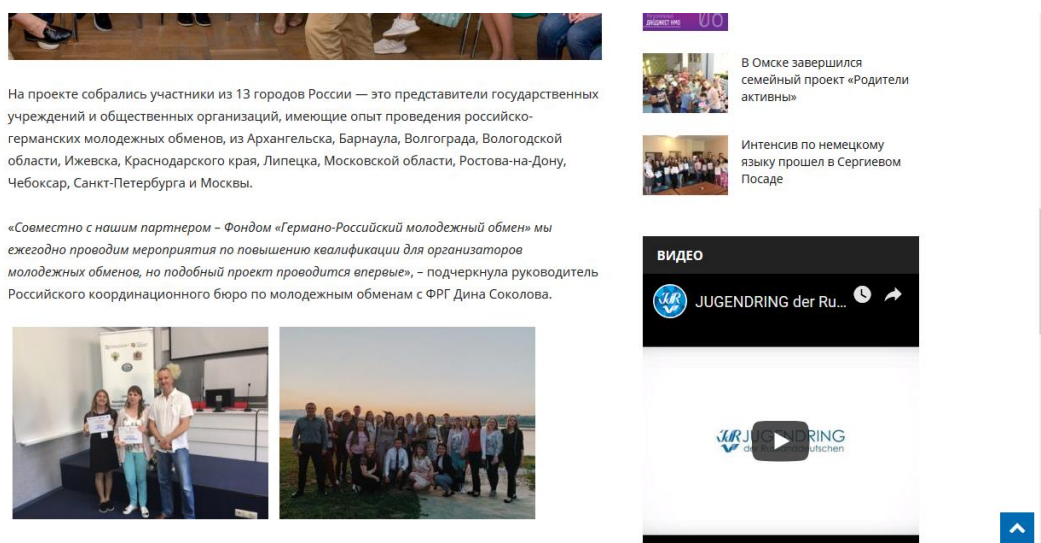 На проекте собрались участники из 13 городов России — это представители государственных
учреждений и общественных организаций, имеющие опыт проведения российско-
германских молодежных обменов, из Архангельска, Барнаула, Волгограда, Вологодской
области, Ижевска, Краснодарского края, Липецка, Московской области, Ростова-на-Дону,
Чебоксар, Санкт-Петербурга и Москвы.
«Совместно с нашим партнером – Фондом «Германо-Российский молодежный обмен» мы
ежегодно проводим мероприятия по повышению квалификации для организаторов
молодежных обменов, но подобный проект проводится впервые», – подчеркнула руководитель
Российского координационного бюро по молодежным обменам с ФРГ Дина Соколова.
ДАЙДЖЕСТ НМО
В Омске завершился
семейный проект «Родители
активны»
Интенсив по немецкому
языку прошел в Сергиевом
Посаде
ВИДЕО
JUGENDRING der Ru...
JUGENDRING
der Russlanddeutschen